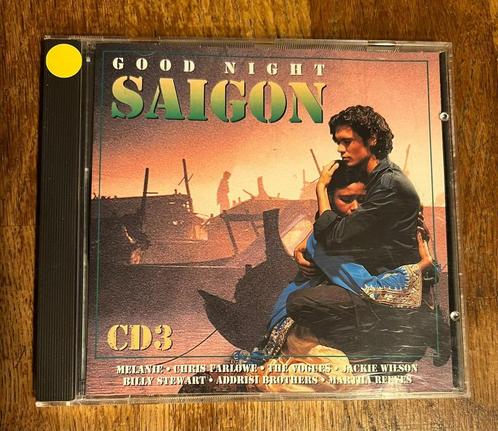 GOOD NIGHT
SAIGON
CD3
MELANIE • CHRIS FARLOWE • THE VOGUES • JACKIE WILSON
BILLY STEWART • ADDRISI BROTHERS • MARTHA REEVES